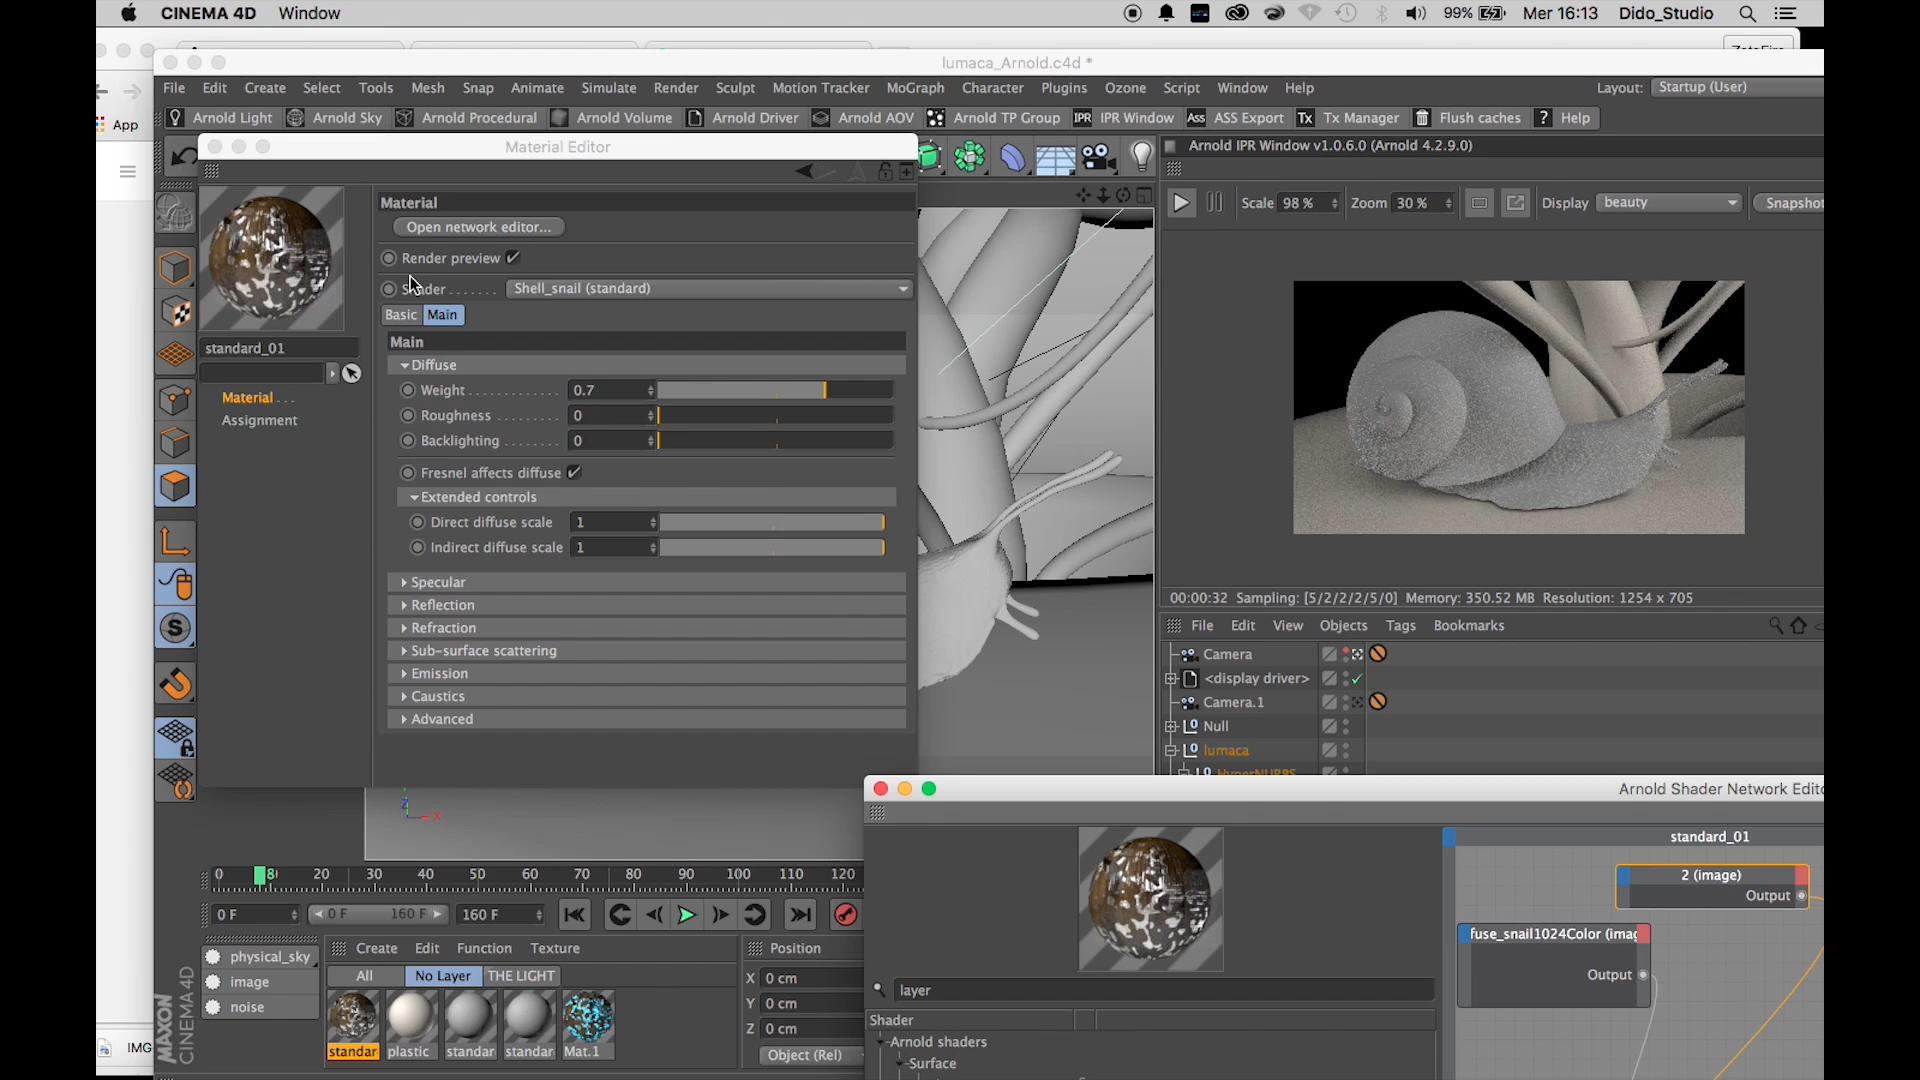 CINEMA 4D Window 99% Mer 16:13 Dido_Studio
lumaca_Arnold.c4d *
File Edit Create Select Tools Mesh Snap Animate Simulate Render Sculpt Motion Tracker MoGraph Character Plugins Ozone Script Window Help Layout: Startup (User)
App
Arnold Light Arnold Sky Arnold Procedural Arnold Volume Arnold Driver Arnold AOV Arnold TP Group IPR IPR Window Ass ASS Export Tx Tx Manager Flush caches ? Help
Material Editor
Arnold IPR Window v1.0.6.0 (Arnold 4.2.9.0)
Scale 98 % Zoom 30 % Display beauty Snapshot
Material
Open network editor...
Render preview
Shader Shell_snail (standard)
Basic Main
Main
standard_01
Material
Assignment
Diffuse
Weight 0.7
Roughness 0
Backlighting 0
Fresnel affects diffuse
Extended controls
Direct diffuse scale 1
Indirect diffuse scale 1
Specular
Reflection
Refraction
Sub-surface scattering
Emission
Caustics
Advanced
00:00:32 Sampling: [5/2/2/2/5/0] Memory: 350.52 MB Resolution: 1254 x 705
File Edit View Objects Tags Bookmarks
Camera
<display driver>
Camera.1
Null
lumaca
HyperNURBS
Z X
0 8 20 30 40 50 60 70 80 90 100 110 120
0 F 0 F 160 F 160 F
physical_sky
image
noise
Create Edit Function Texture
All No Layer THE LIGHT
standar plastic standar standar Mat.1
Position
X 0 cm
Y 0 cm
Z 0 cm
Object (Rel)
MAXON
CINEMA 4D
IMG
Arnold Shader Network Edito
standard_01
2 (image)
Output
fuse_snail1024Color (imag
Output
layer
Shader
Arnold shaders
Surface